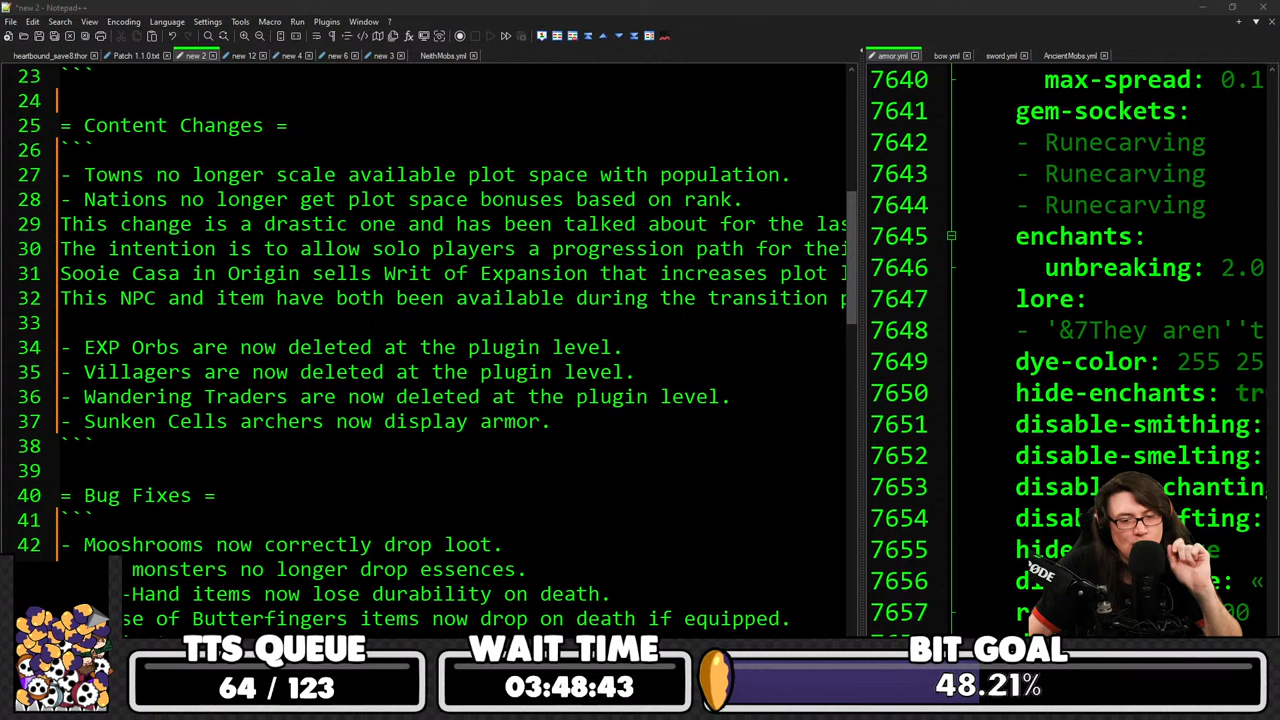 *new 2 - Notepad++
File Edit Search View Encoding Language Settings Tools Macro Run Plugins Window ?
heartbound_save8.thor Patch 1.1.0.txt new 2 new 12 new 4 new 6 new 3 NeithMobs.yml
armor.yml bow.yml sword.yml AncientMobs.yml
23 ```
24
25 = Content Changes =
26 ```
27 - Towns no longer scale available plot space with population.
28 - Nations no longer get plot space bonuses based on rank.
29 This change is a drastic one and has been talked about for the las
30 The intention is to allow solo players a progression path for thei
31 Sooie Casa in Origin sells Writ of Expansion that increases plot l
32 This NPC and item have both been available during the transition p
33
34 - EXP Orbs are now deleted at the plugin level.
35 - Villagers are now deleted at the plugin level.
36 - Wandering Traders are now deleted at the plugin level.
37 - Sunken Cells archers now display armor.
38 ```
39
40 = Bug Fixes =
41 ```
42 - Mooshrooms now correctly drop loot.
monsters no longer drop essences.
-Hand items now lose durability on death.
se of Butterfingers items now drop on death if equipped.
7640 max-spread: 0.1
7641 gem-sockets:
7642 - Runecarving
7643 - Runecarving
7644 - Runecarving
7645 enchants:
7646 unbreaking: 2.0
7647 lore:
7648 - '&7They aren''t
7649 dye-color: 255 25
7650 hide-enchants: tr
7651 disable-smithing:
7652 disable-smelting:
7653 disab chantin
7654 disa fting:
7655 hid e
7656 di e: «
7657 r 00
RØDE
TTS QUEUE
64 / 123
WAIT TIME
03:48:43
BIT GOAL
48.21%